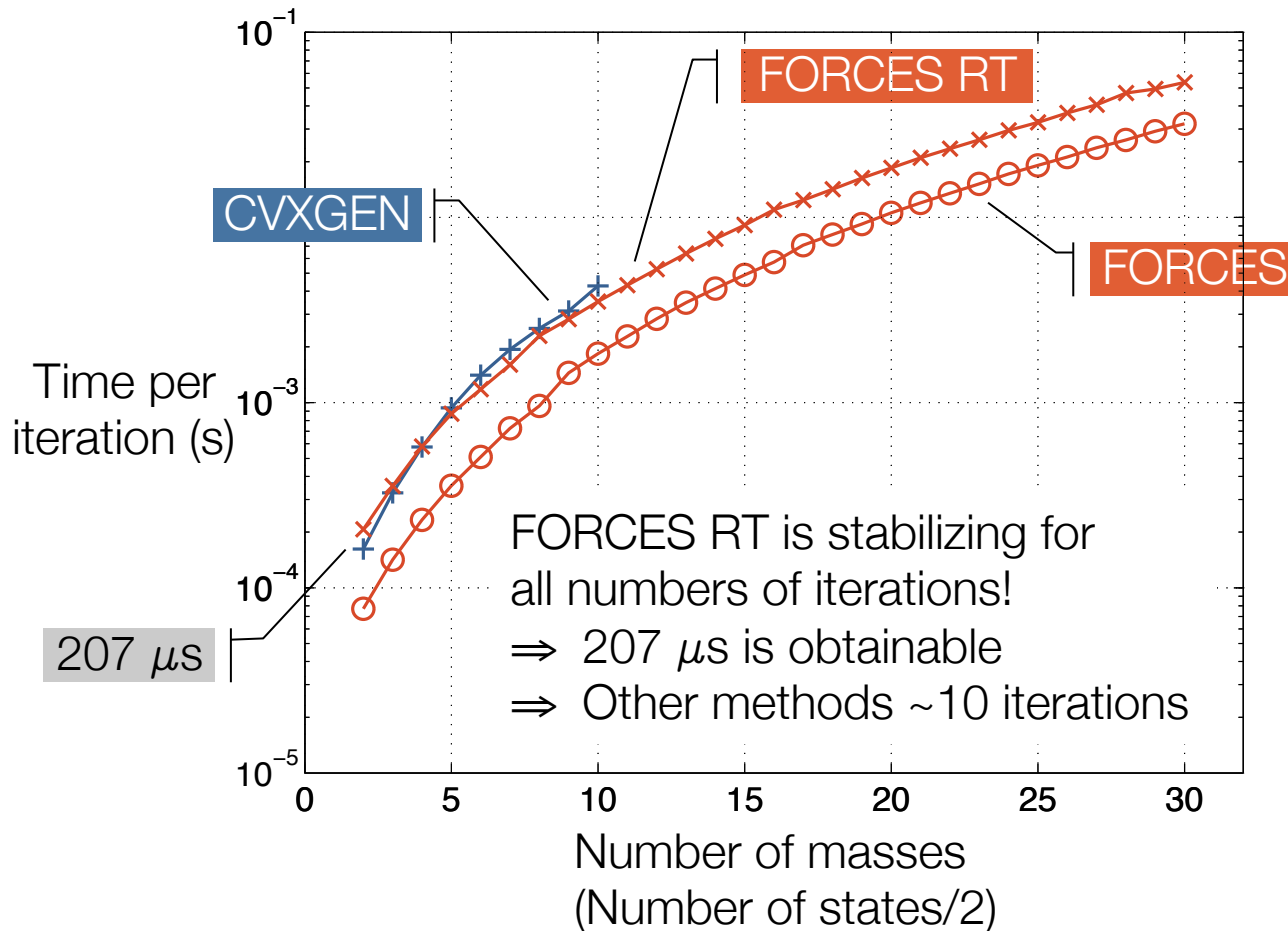 10⁻¹
FORCES RT
CVXGEN
FORCES
Time per
iteration (s)
10⁻³
FORCES RT is stabilizing for
all numbers of iterations!
⇒ 207 μs is obtainable
⇒ Other methods ~10 iterations
10⁻⁴
207 μs
10⁻⁵
0 5 10 15 20 25 30
Number of masses
(Number of states/2)